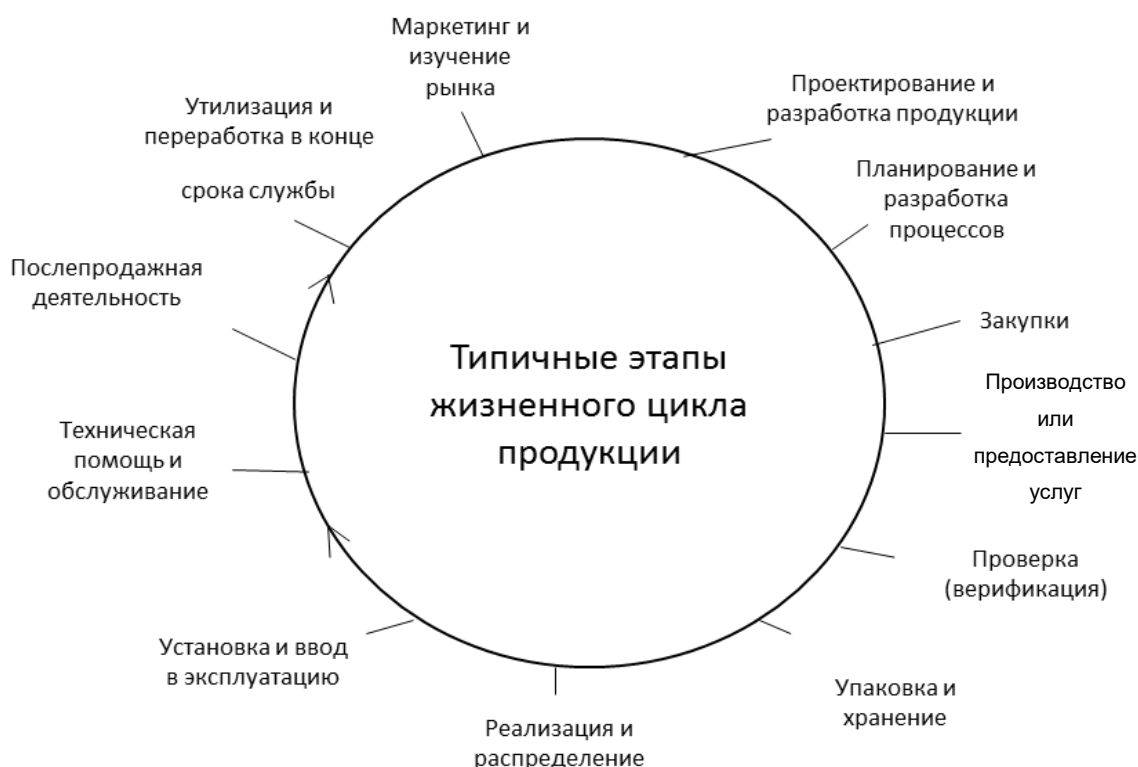 Маркетинг и
изучение
рынка
Проектирование и
разработка продукции
Планирование и
разработка
процессов
Закупки
Производство
или
предоставление
услуг
Проверка
(верификация)
Упаковка и
хранение
Реализация и
распределение
Установка и ввод
в эксплуатацию
Техническая
помощь и
обслуживание
Послепродажная
деятельность
Утилизация и
переработка в конце
срока службы
Типичные этапы
жизненного цикла
продукции